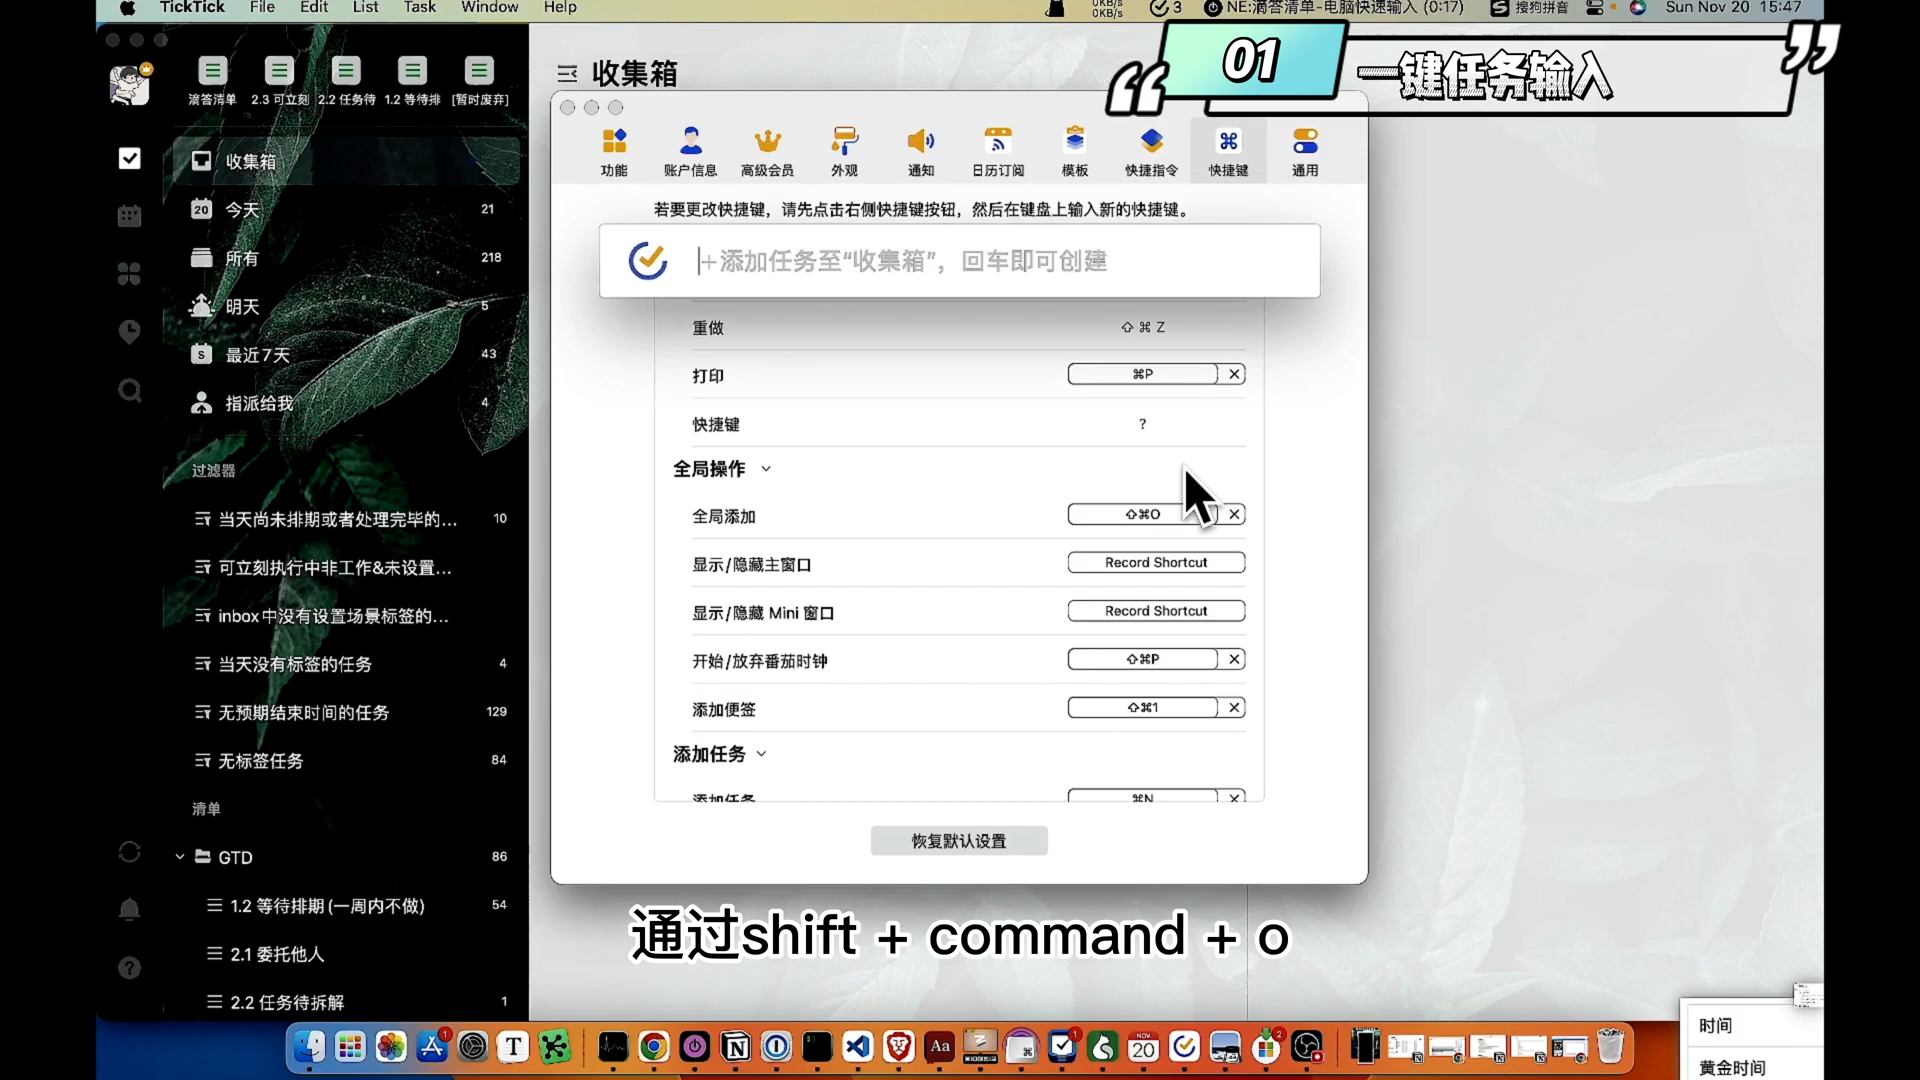 TickTick File Edit List Task Window Help
0KB/s
0KB/s
3
NE:滴答清单-电脑快速输入 (0:17)
搜狗拼音
Sun Nov 20 15:47
01
一键任务输入
滴答清单 2.3 可立刻 2.2 任务待 1.2 等待排 [暂时废弃]
收集箱
20 今天 21
所有 218
明天 5
S 最近7天 43
指派给我 4
过滤器
当天尚未排期或者处理完毕的... 10
可立刻执行中非工作&未设置...
inbox中没有设置场景标签的...
当天没有标签的任务 4
无预期结束时间的任务 129
无标签任务 84
清单
GTD 86
1.2 等待排期 (一周内不做) 54
2.1 委托他人
2.2 任务待拆解 1
收集箱
功能 账户信息 高级会员 外观 通知 日历订阅 模板 快捷指令 快捷键 通用
若要更改快捷键，请先点击右侧快捷键按钮，然后在键盘上输入新的快捷键。
+添加任务至“收集箱”，回车即可创建
重做 ⇧ ⌘ Z
打印 ⌘P
快捷键 ?
全局操作
全局添加 ⇧⌘O
显示/隐藏主窗口 Record Shortcut
显示/隐藏 Mini 窗口 Record Shortcut
开始/放弃番茄时钟 ⇧⌘P
添加便签 ⇧⌘1
添加任务
添加任务 ⌘N
恢复默认设置
通过shift + command + o
时间
黄金时间
1
T
Aa
1
NOV
20
2